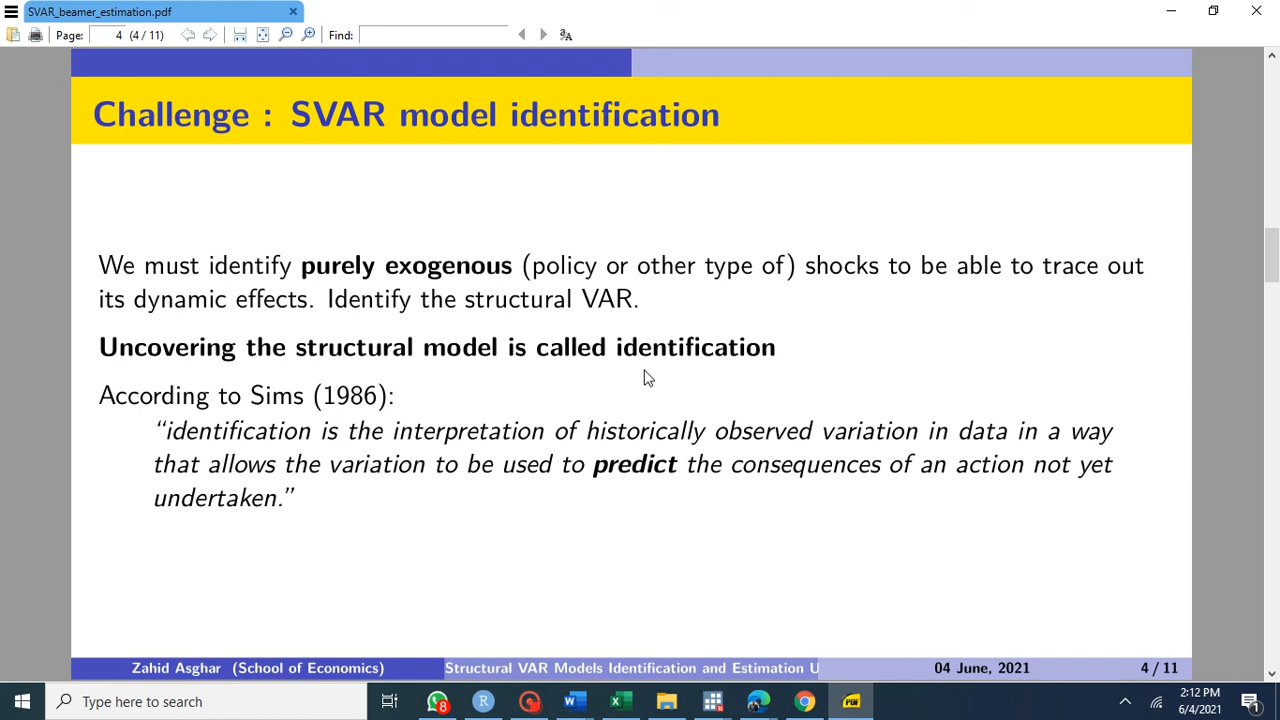 SVAR_beamer_estimation.pdf
Page: 4 (4 / 11) Find:
Challenge : SVAR model identification
We must identify purely exogenous (policy or other type of) shocks to be able to trace out
its dynamic effects. Identify the structural VAR.
Uncovering the structural model is called identification
According to Sims (1986):
“identification is the interpretation of historically observed variation in data in a way
that allows the variation to be used to predict the consequences of an action not yet
undertaken.”
Zahid Asghar (School of Economics) Structural VAR Models Identification and Estimation U 04 June, 2021 4 / 11
Type here to search 8 R 2:12 PM
6/4/2021 1